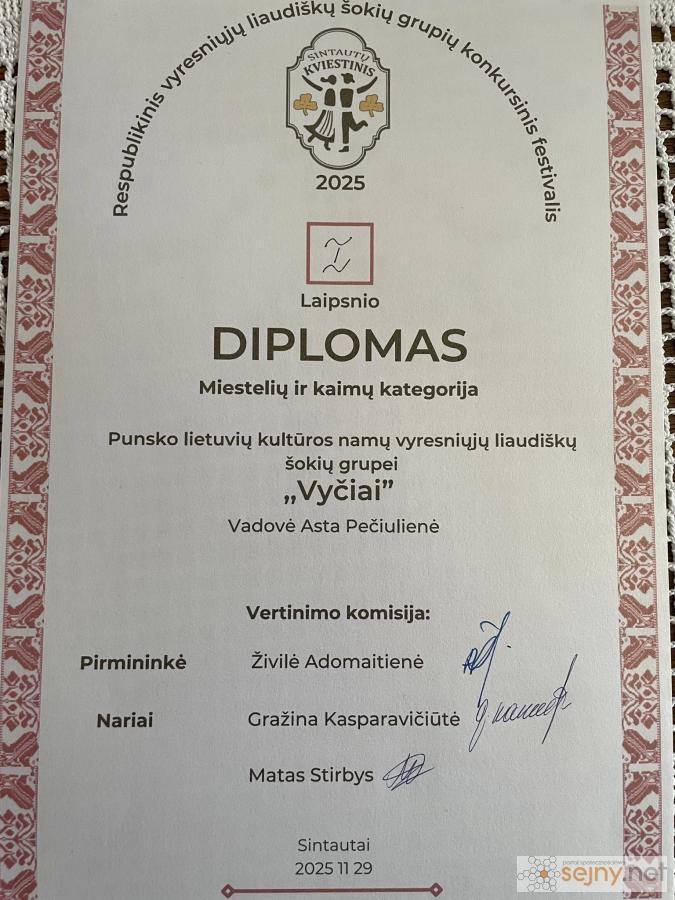 Respublikinis vyresniųjų liaudiškų šokių grupių konkursinis festivalis
SINTAUTŲ
KVIESTINIS
2025
I
Laipsnio
DIPLOMAS
Miestelių ir kaimų kategorija
Punsko lietuvių kultūros namų vyresniųjų liaudiškų
šokių grupei
„Vyčiai”
Vadovė Asta Pečiulienė
Vertinimo komisija:
Pirmininkė Živilė Adomaitienė
Nariai Gražina Kasparavičiūtė
Matas Stirbys
Sintautai
2025 11 29
portal społecznościowy
sejny.net